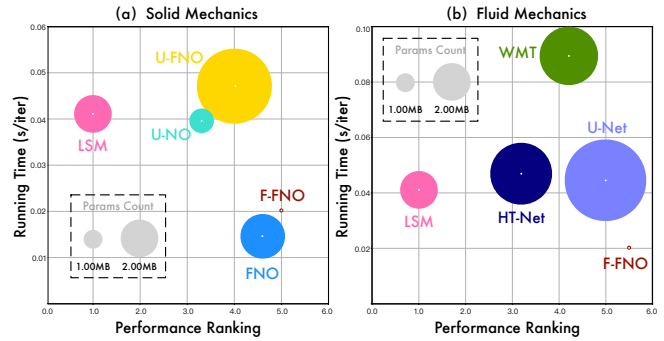 (a) Solid Mechanics
Running Time (s/iter)
0.06
0.05
0.04
0.03
0.02
0.01
U-FNO
U-NO
LSM
F-FNO
FNO
Params Count
1.00MB 2.00MB
0.0 1.0 2.0 3.0 4.0 5.0 6.0
Performance Ranking
(b) Fluid Mechanics
Running Time (s/iter)
0.10
0.08
0.06
0.04
0.02
Params Count
1.00MB 2.00MB
WMT
U-Net
LSM
HT-Net
F-FNO
0.0 1.0 2.0 3.0 4.0 5.0 6.0
Performance Ranking